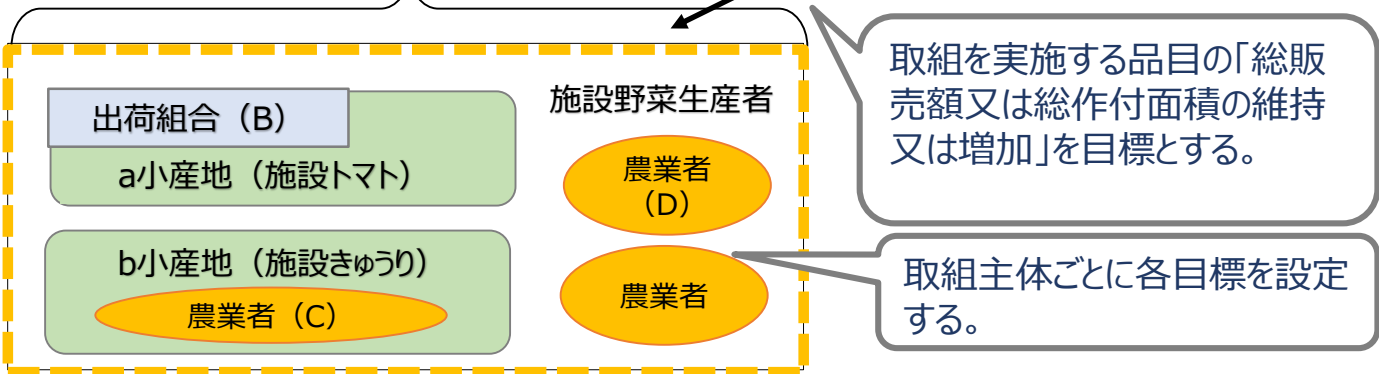 出荷組合（B）
a小産地（施設トマト）
b小産地（施設きゅうり）
農業者（C）
施設野菜生産者
農業者
（D）
農業者
取組を実施する品目の「総販
売額又は総作付面積の維持
又は増加」を目標とする。
取組主体ごとに各目標を設定
する。